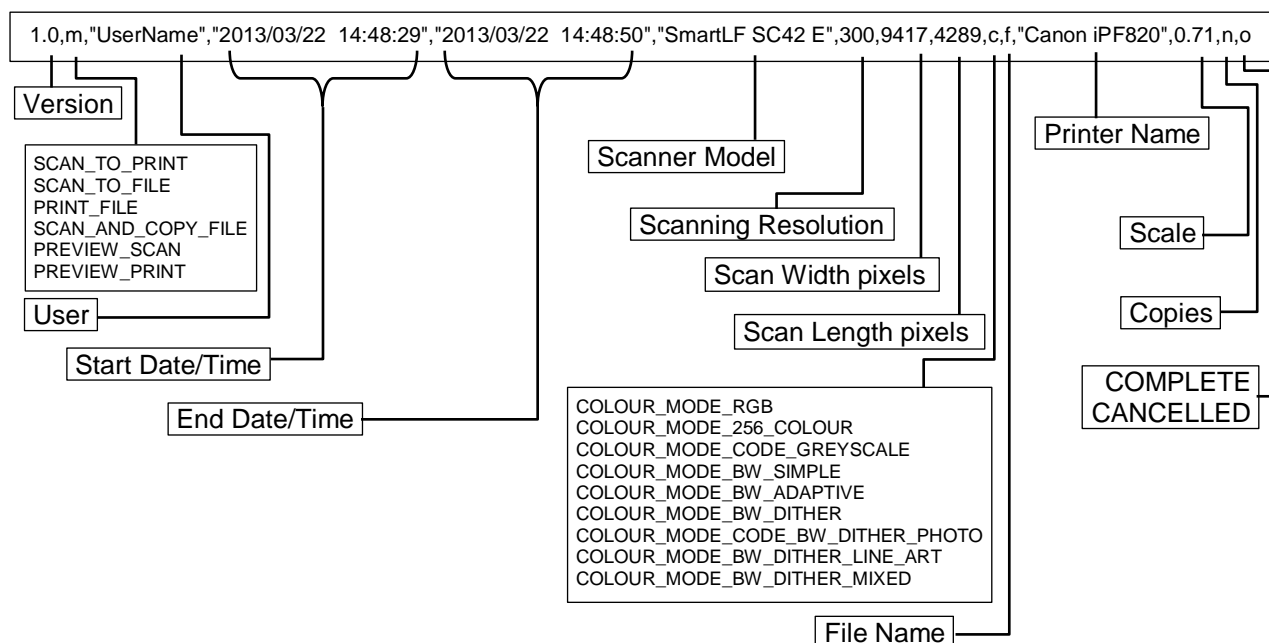 1.0,m,"UserName","2013/03/22 14:48:29","2013/03/22 14:48:50","SmartLF SC42 E",300,9417,4289,c,f,"Canon iPF820",0.71,n,o
Version
SCAN_TO_PRINT
SCAN_TO_FILE
PRINT_FILE
SCAN_AND_COPY_FILE
PREVIEW_SCAN
PREVIEW_PRINT
User
Start Date/Time
End Date/Time
Scanner Model
Scanning Resolution
Scan Width pixels
Scan Length pixels
COLOUR_MODE_RGB
COLOUR_MODE_256_COLOUR
COLOUR_MODE_CODE_GREYSCALE
COLOUR_MODE_BW_SIMPLE
COLOUR_MODE_BW_ADAPTIVE
COLOUR_MODE_BW_DITHER
COLOUR_MODE_CODE_BW_DITHER_PHOTO
COLOUR_MODE_BW_DITHER_LINE_ART
COLOUR_MODE_BW_DITHER_MIXED
File Name
Printer Name
Scale
Copies
COMPLETE
CANCELLED